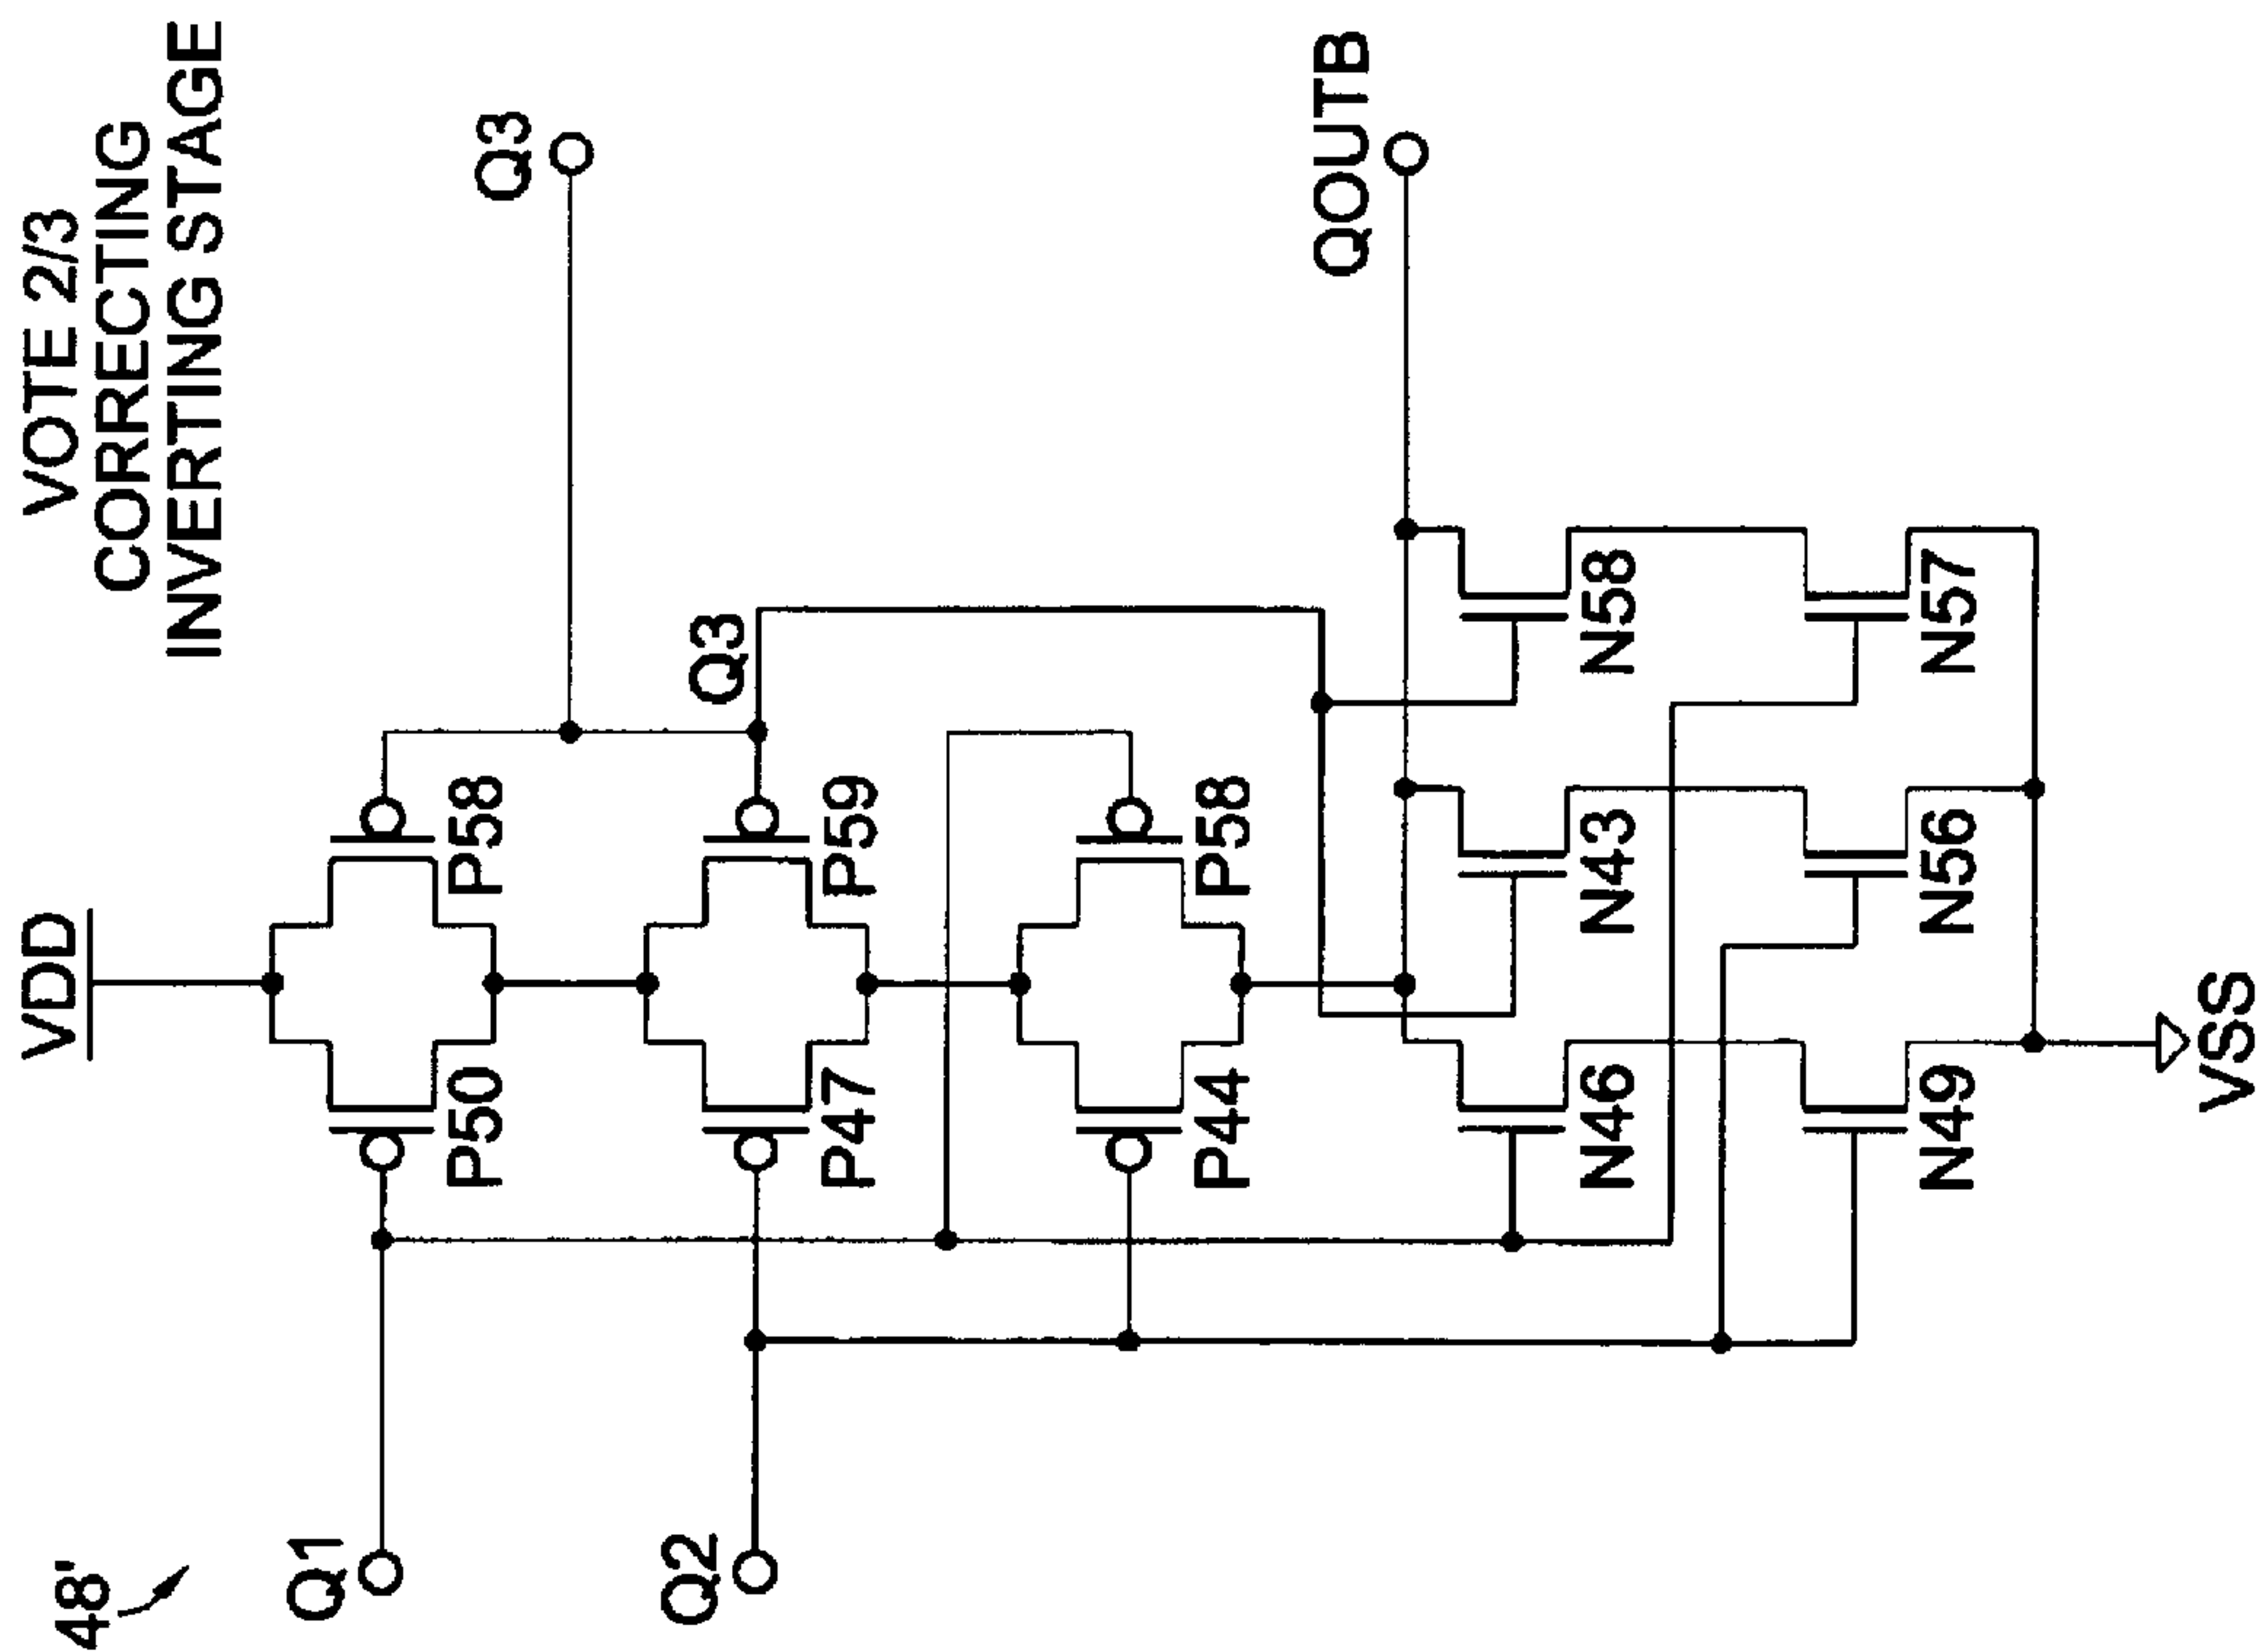 48'
VOTE 2/3
CORRECTING
INVERTING STAGE
VDD
Q1
P50
P58
Q3
Q2
P47
P59
Q3
P44
P58
QOUTB
N46
N43
N58
N49
N56
N57
VSS